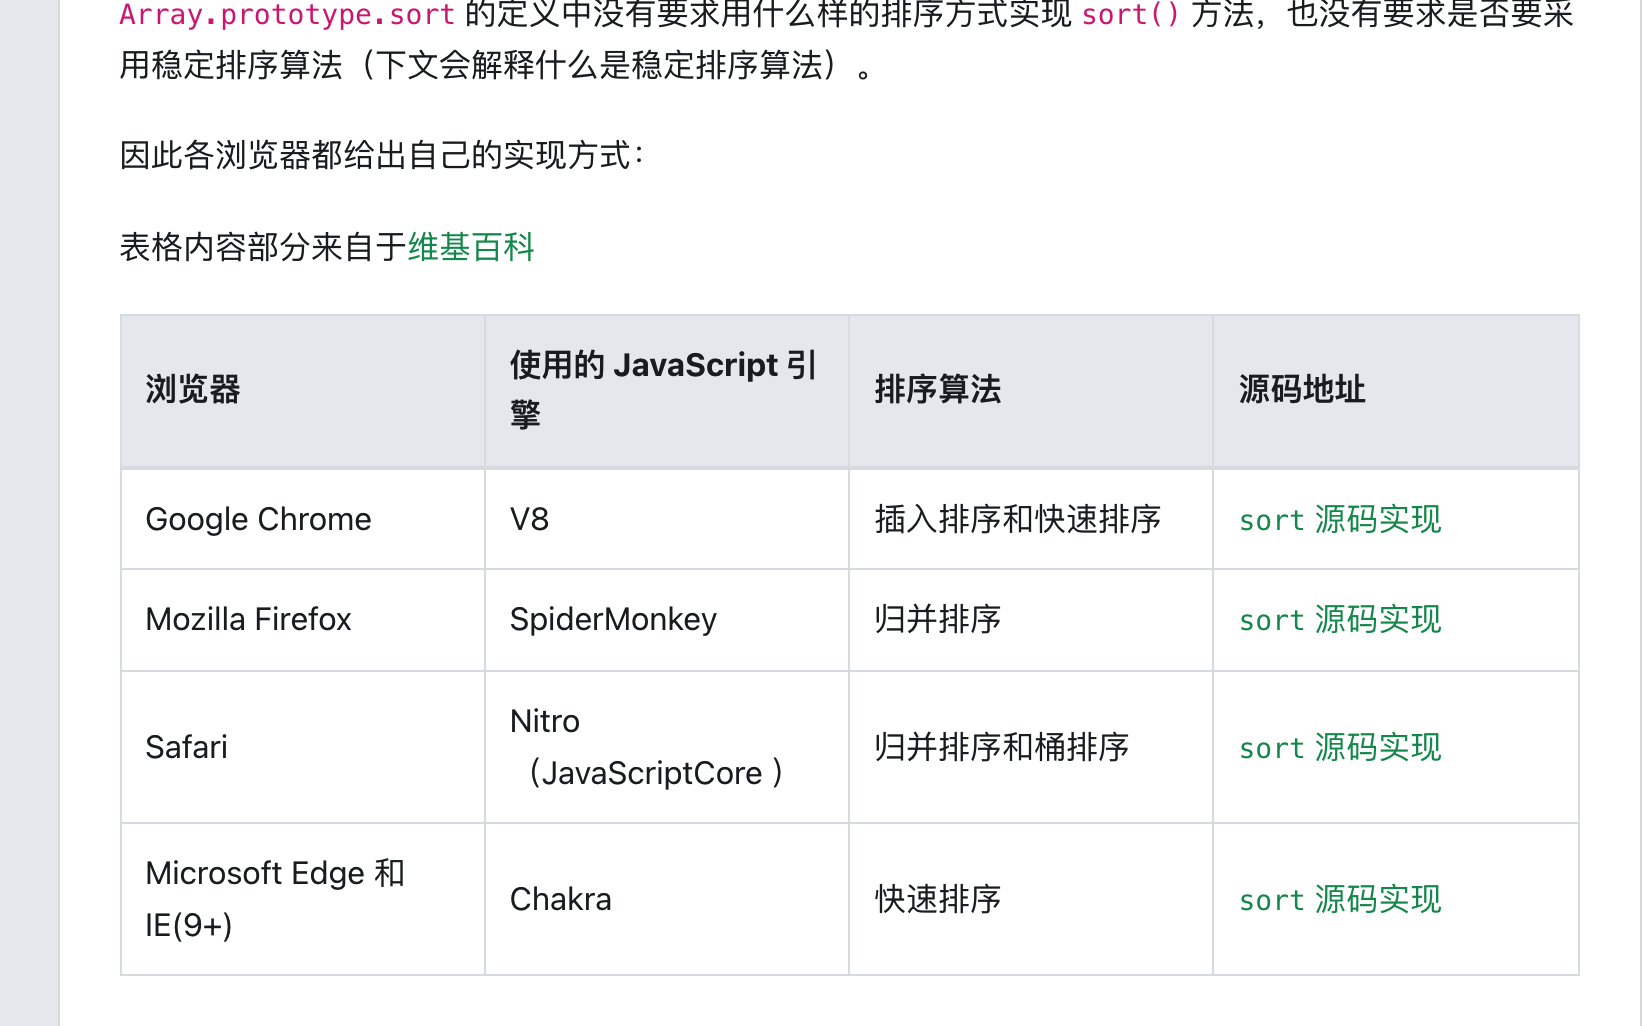 Array.prototype.sort 的定义中没有要求用什么样的排序方式实现 sort() 方法，也没有要求是否要采
用稳定排序算法（下文会解释什么是稳定排序算法）。
因此各浏览器都给出自己的实现方式：
表格内容部分来自于维基百科
浏览器
使用的 JavaScript 引
擎
排序算法
源码地址
Google Chrome
V8
插入排序和快速排序
sort 源码实现
Mozilla Firefox
SpiderMonkey
归并排序
sort 源码实现
Safari
Nitro
（JavaScriptCore ）
归并排序和桶排序
sort 源码实现
Microsoft Edge 和
IE(9+)
Chakra
快速排序
sort 源码实现